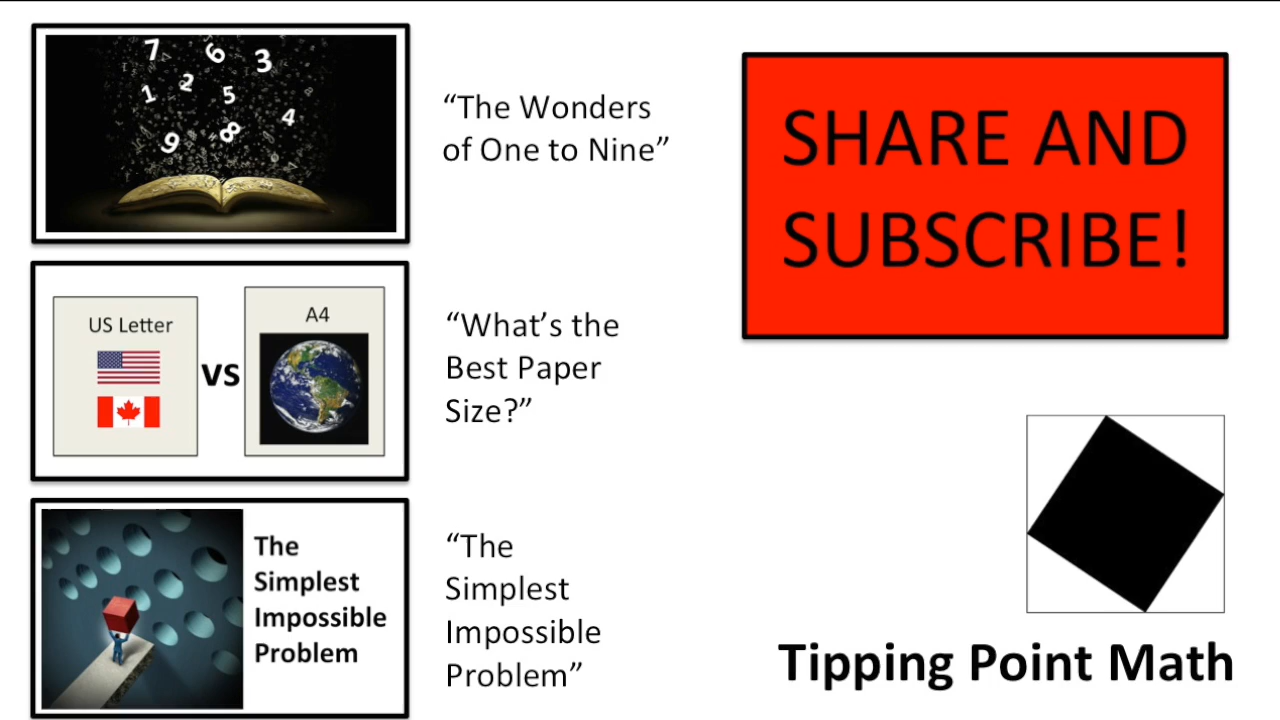 7 6 3
1 2 5 4
9 8
“The Wonders
of One to Nine”
SHARE AND
SUBSCRIBE!
US Letter
VS
A4
“What’s the
Best Paper
Size?”
The
Simplest
Impossible
Problem
“The
Simplest
Impossible
Problem”
Tipping Point Math